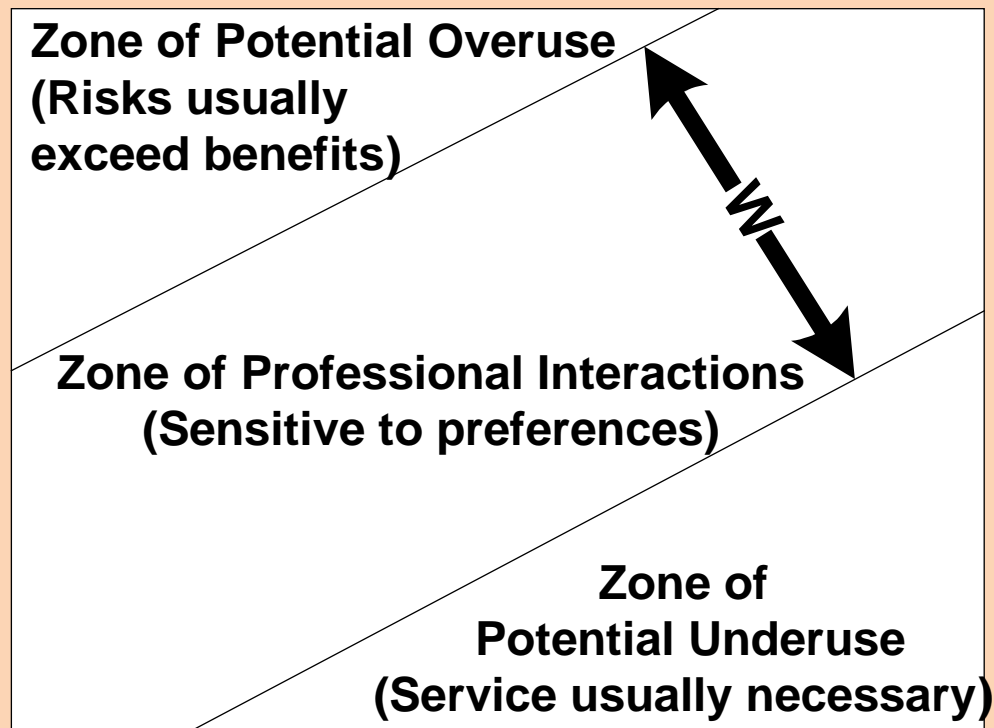 Zone of Potential Overuse
(Risks usually
exceed benefits)
W
Zone of Professional Interactions
(Sensitive to preferences)
Zone of
Potential Underuse
(Service usually necessary)